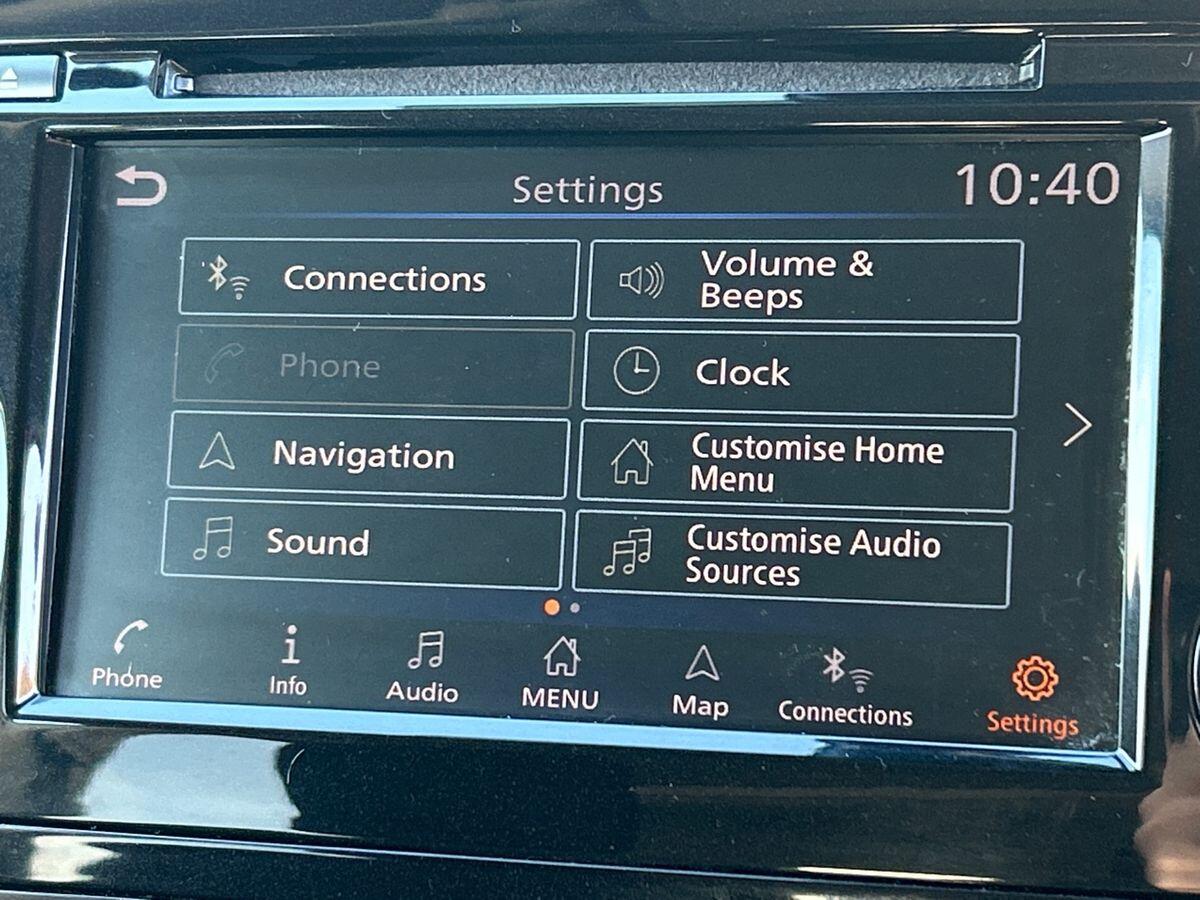 Settings
10:40
Connections
Volume &
Beeps
Phone
Clock
Navigation
Customise Home
Menu
Sound
Customise Audio
Sources
Phone
Info
Audio
MENU
Map
Connections
Settings